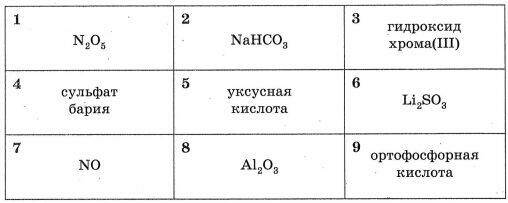 1
N₂O₅
2
NaHCO₃
3
гидроксид
хрома(III)
4
сульфат
бария
5
уксусная
кислота
6
Li₂SO₃
7
NO
8
Al₂O₃
9
ортофосфорная
кислота